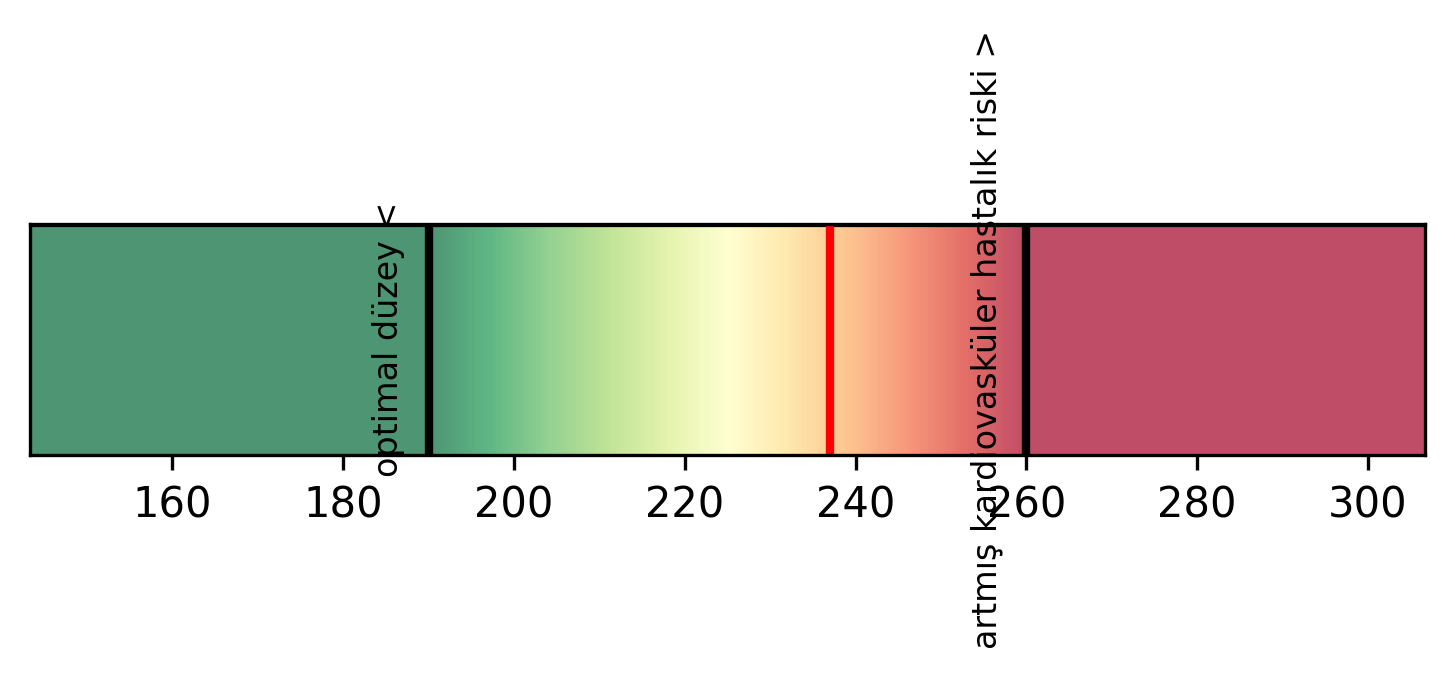 optimal düzey <
artmış kardiovasküler hastalık riski >
160 180 200 220 240 260 280 300